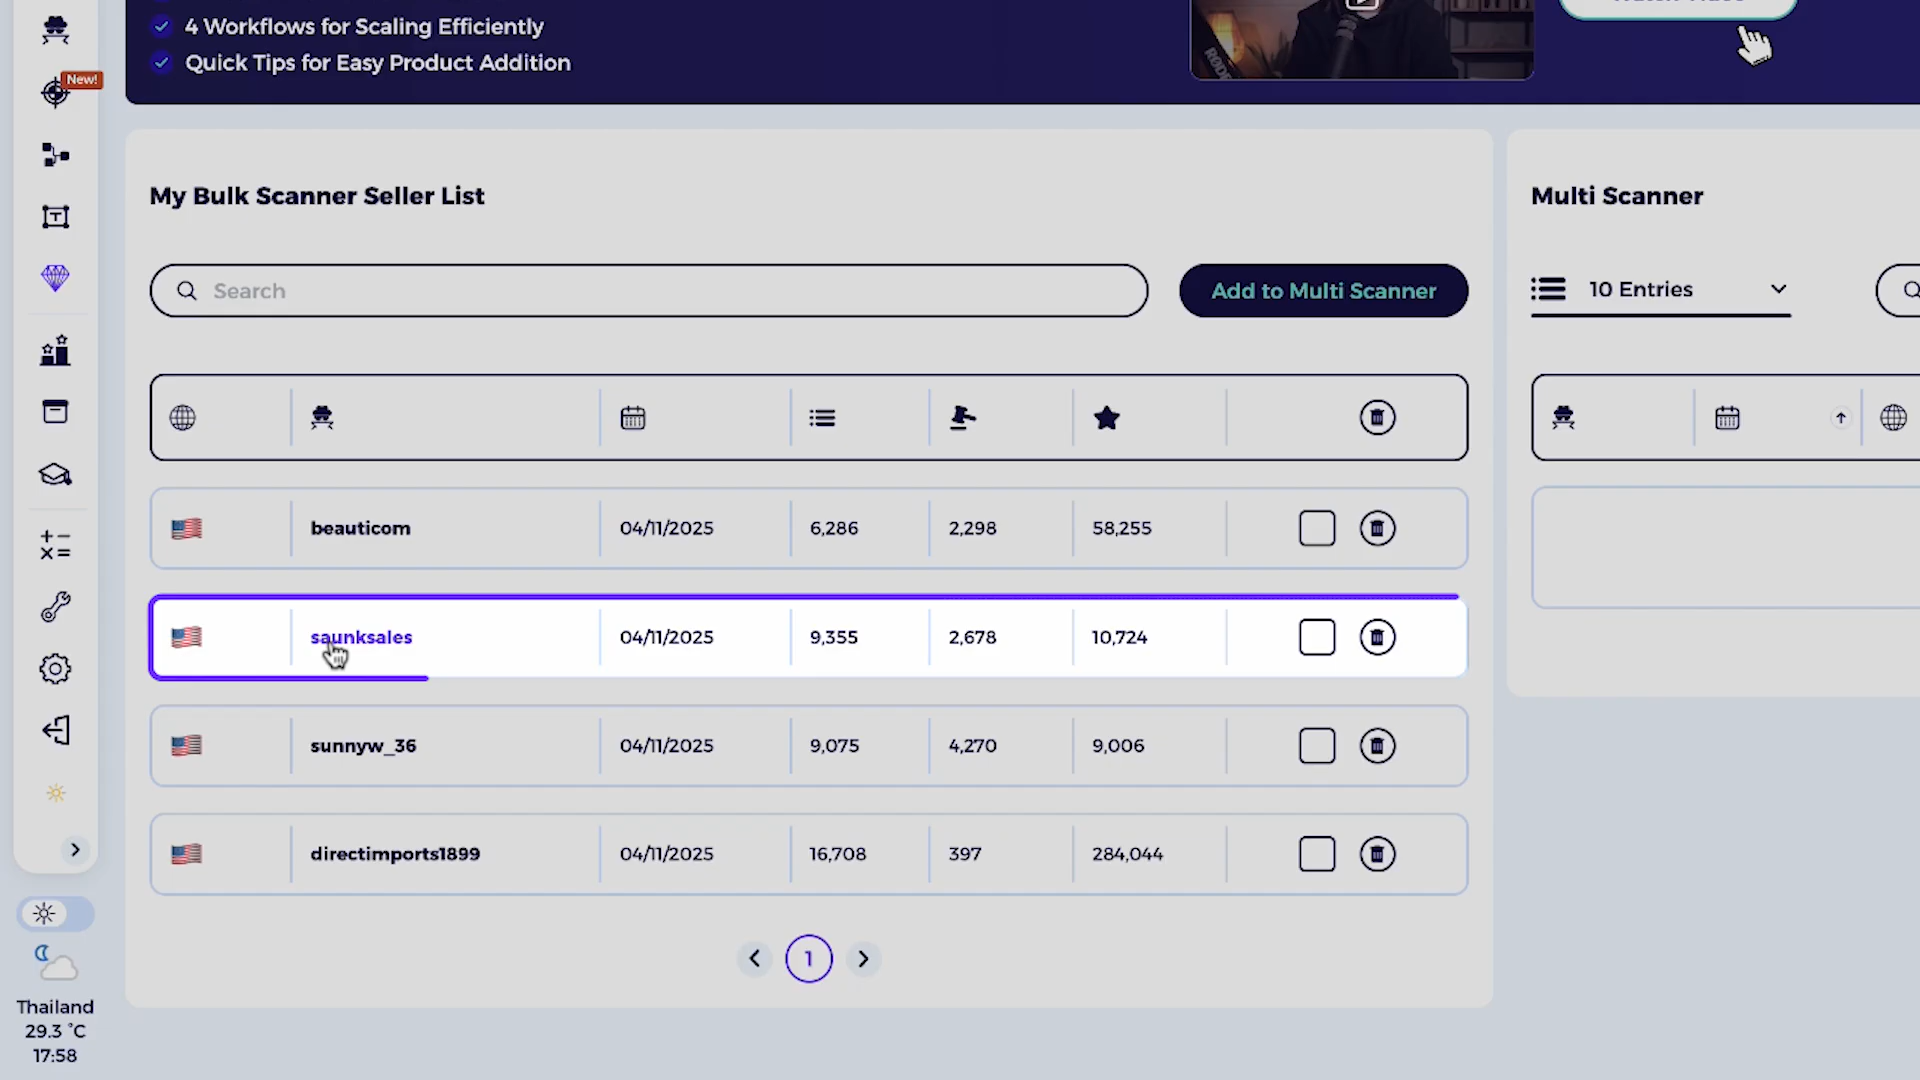 4 Workflows for Scaling Efficiently
Quick Tips for Easy Product Addition
New!
My Bulk Scanner Seller List
Search
Add to Multi Scanner
beauticom 04/11/2025 6,286 2,298 58,255
saunksales 04/11/2025 9,355 2,678 10,724
sunnyw_36 04/11/2025 9,075 4,270 9,006
directimports1899 04/11/2025 16,708 397 284,044
1
Multi Scanner
10 Entries
Thailand
29.3 °C
17:58